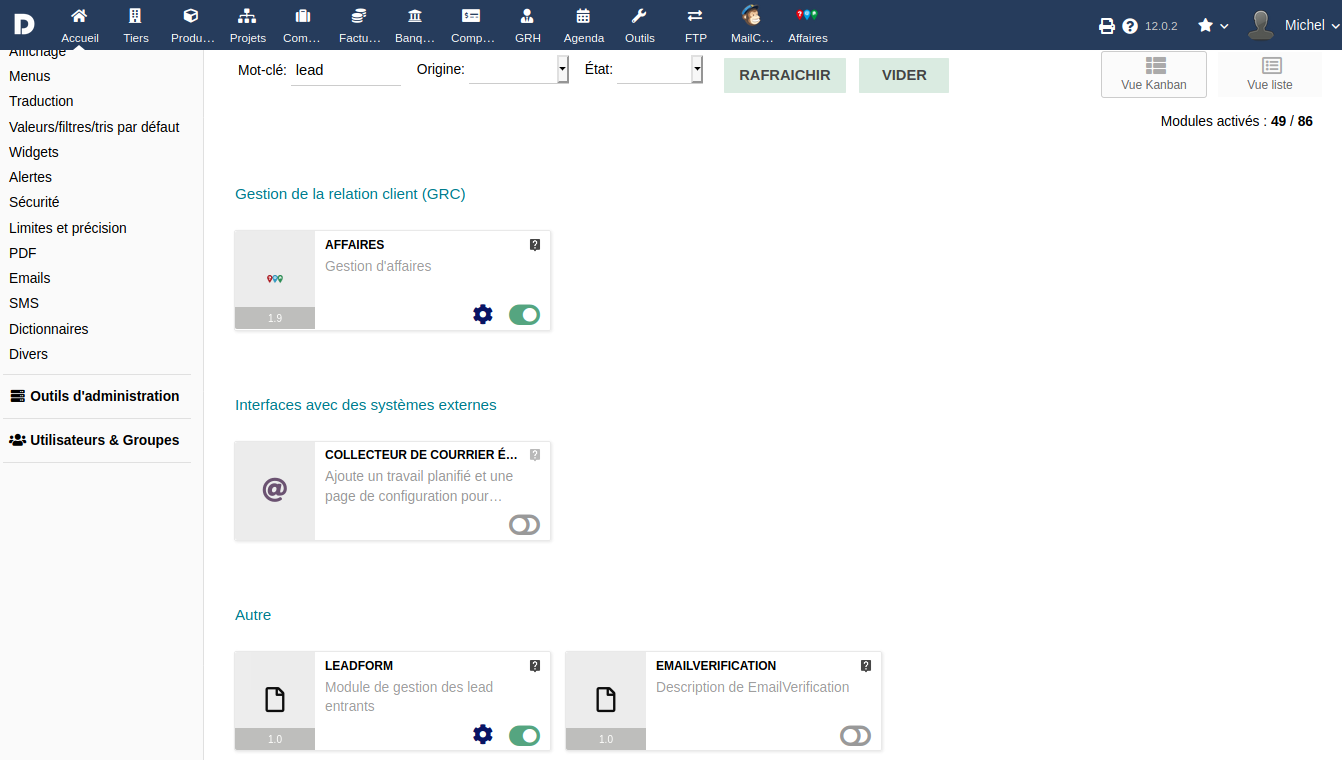 D
Accueil
Tiers
Produ…
Projets
Com…
Factu…
Banq…
Comp…
GRH
Agenda
Outils
FTP
MailC…
Affaires
12.0.2
Michel
Affichage
Menus
Traduction
Valeurs/filtres/tris par défaut
Widgets
Alertes
Sécurité
Limites et précision
PDF
Emails
SMS
Dictionnaires
Divers
Outils d'administration
Utilisateurs & Groupes
Mot-clé: lead
Origine:
État:
RAFRAICHIR
VIDER
Vue Kanban
Vue liste
Modules activés : 49 / 86
Gestion de la relation client (GRC)
AFFAIRES
Gestion d'affaires
1.9
Interfaces avec des systèmes externes
COLLECTEUR DE COURRIER É…
@
Ajoute un travail planifié et une
page de configuration pour…
Autre
LEADFORM
Module de gestion des lead
entrants
1.0
EMAILVERIFICATION
Description de EmailVerification
1.0